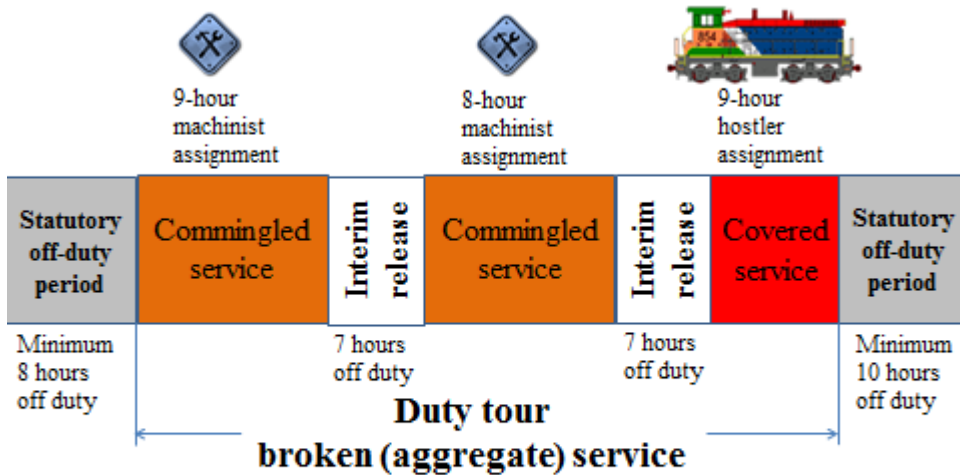 854
9-hour
machinist
assignment
8-hour
machinist
assignment
9-hour
hostler
assignment
Statutory
off-duty
period
Commingled
service
Interim
release
Commingled
service
Interim
release
Covered
service
Statutory
off-duty
period
Minimum
8 hours
off duty
7 hours
off duty
7 hours
off duty
Minimum
10 hours
off duty
Duty tour
broken (aggregate) service